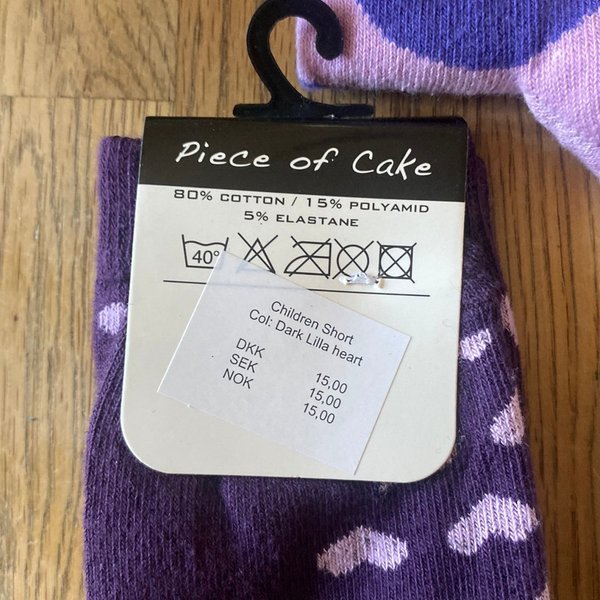 Piece of Cake
80% COTTON / 15% POLYAMID
5% ELASTANE
40°
Children Short
Col: Dark Lilla heart
DKK 15,00
SEK 15,00
NOK 15,00